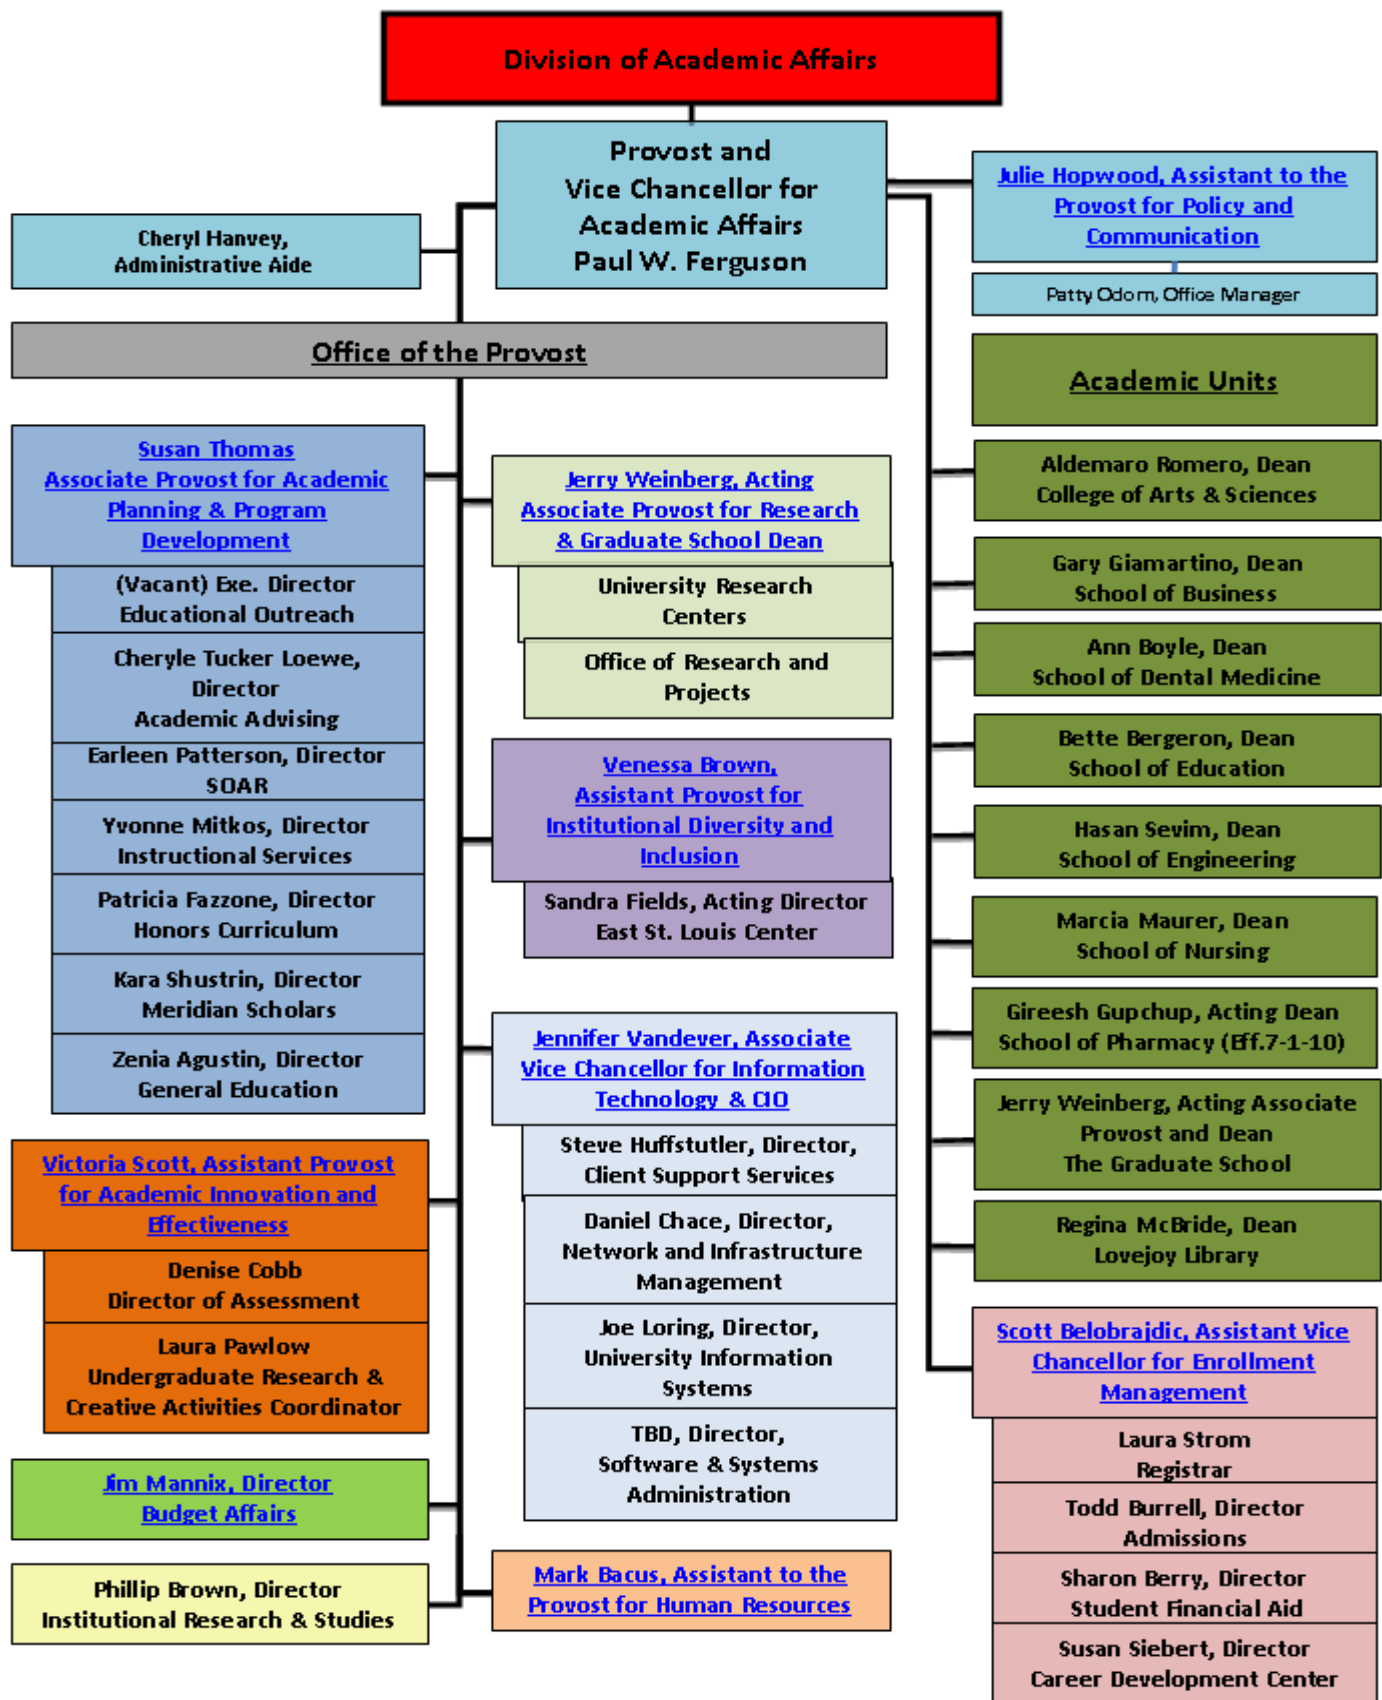 Division of Academic Affairs
Provost and
Vice Chancellor for
Academic Affairs
Paul W. Ferguson
Julie Hopwood, Assistant to the
Provost for Policy and
Communication
Patty Odom, Office Manager
Cheryl Hanvey,
Administrative Aide
Office of the Provost
Susan Thomas
Associate Provost for Academic
Planning & Program
Development
(Vacant) Exe. Director
Educational Outreach
Cheryle Tucker Loewe,
Director
Academic Advising
Earleen Patterson, Director
SOAR
Yvonne Mitkos, Director
Instructional Services
Patricia Fazzone, Director
Honors Curriculum
Kara Shustrin, Director
Meridian Scholars
Zenia Agustin, Director
General Education
Victoria Scott, Assistant Provost
for Academic Innovation and
Effectiveness
Denise Cobb
Director of Assessment
Laura Pawlow
Undergraduate Research &
Creative Activities Coordinator
Jim Mannix, Director
Budget Affairs
Phillip Brown, Director
Institutional Research & Studies
Jerry Weinberg, Acting
Associate Provost for Research
& Graduate School Dean
University Research
Centers
Office of Research and
Projects
Venessa Brown,
Assistant Provost for
Institutional Diversity and
Inclusion
Sandra Fields, Acting Director
East St. Louis Center
Jennifer Vandever, Associate
Vice Chancellor for Information
Technology & CIO
Steve Huffstutler, Director,
Client Support Services
Daniel Chace, Director,
Network and Infrastructure
Management
Joe Loring, Director,
University Information
Systems
TBD, Director,
Software & Systems
Administration
Mark Bacus, Assistant to the
Provost for Human Resources
Academic Units
Aldemaro Romero, Dean
College of Arts & Sciences
Gary Giamartino, Dean
School of Business
Ann Boyle, Dean
School of Dental Medicine
Bette Bergeron, Dean
School of Education
Hasan Sevim, Dean
School of Engineering
Marcia Maurer, Dean
School of Nursing
Gireesh Gupchup, Acting Dean
School of Pharmacy (Eff.7-1-10)
Jerry Weinberg, Acting Associate
Provost and Dean
The Graduate School
Regina McBride, Dean
Lovejoy Library
Scott Belobrajdic, Assistant Vice
Chancellor for Enrollment
Management
Laura Strom
Registrar
Todd Burrell, Director
Admissions
Sharon Berry, Director
Student Financial Aid
Susan Siebert, Director
Career Development Center